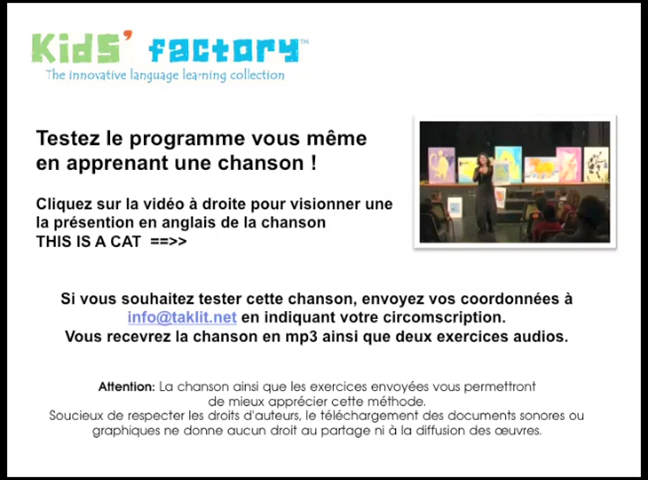 Kids' factory™
The innovative language learning collection
Testez le programme vous même
en apprenant une chanson !
Cliquez sur la vidéo à droite pour visionner une
la présention en anglais de la chanson
THIS IS A CAT ==>>
Si vous souhaitez tester cette chanson, envoyez vos coordonnées à
info@taklit.net en indiquant votre circomscription.
Vous recevrez la chanson en mp3 ainsi que deux exercices audios.
Attention: La chanson ainsi que les exercices envoyées vous permettront
de mieux apprécier cette méthode.
Soucieux de respecter les droits d'auteurs, le téléchargement des documents sonores ou
graphiques ne donne aucun droit au partage ni à la diffusion des œuvres.